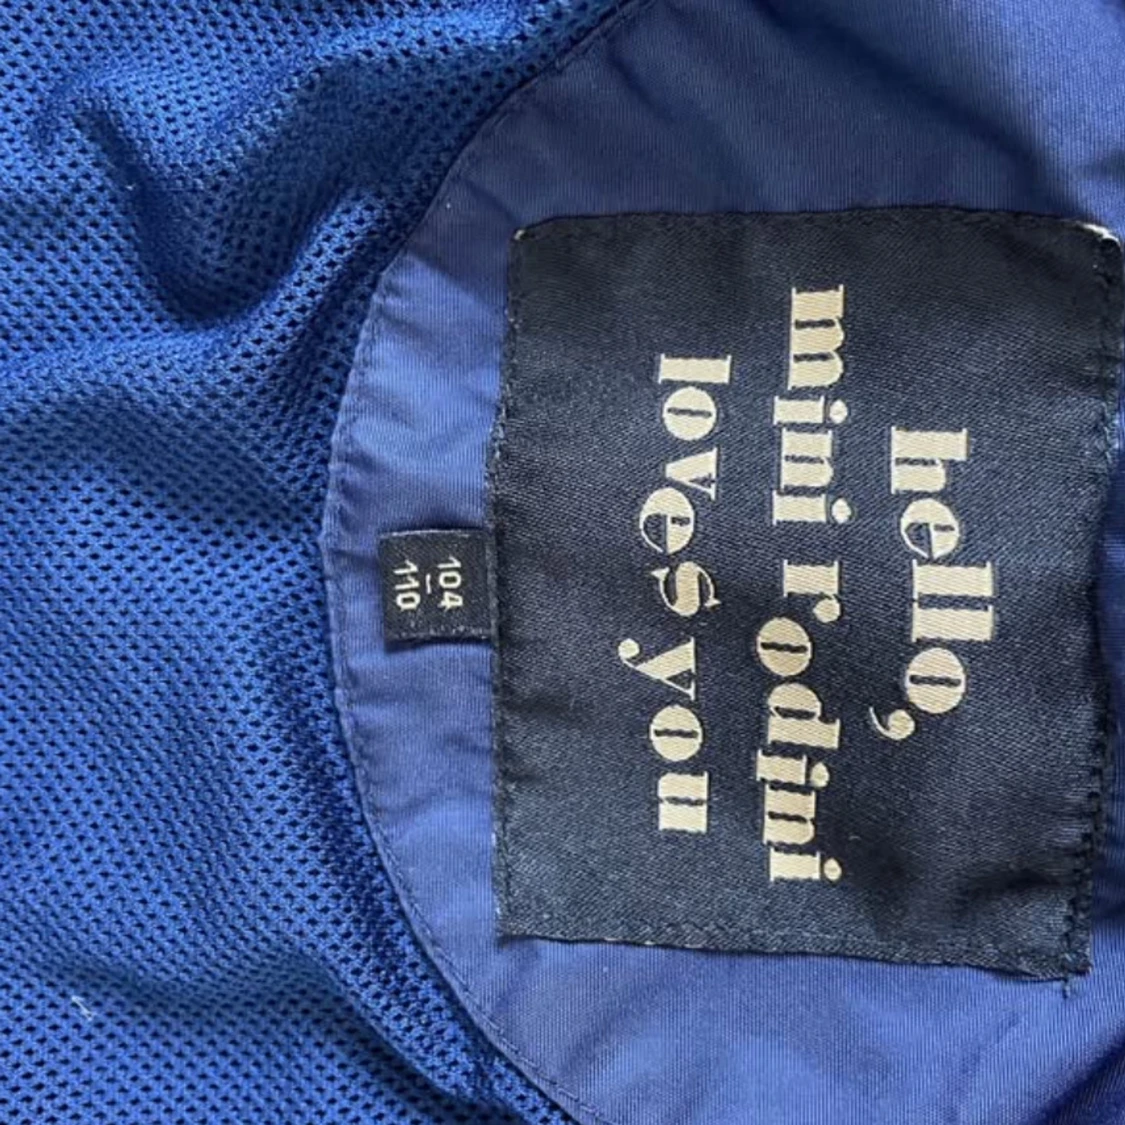 hello,
mini rodini
loves you
104
-
110